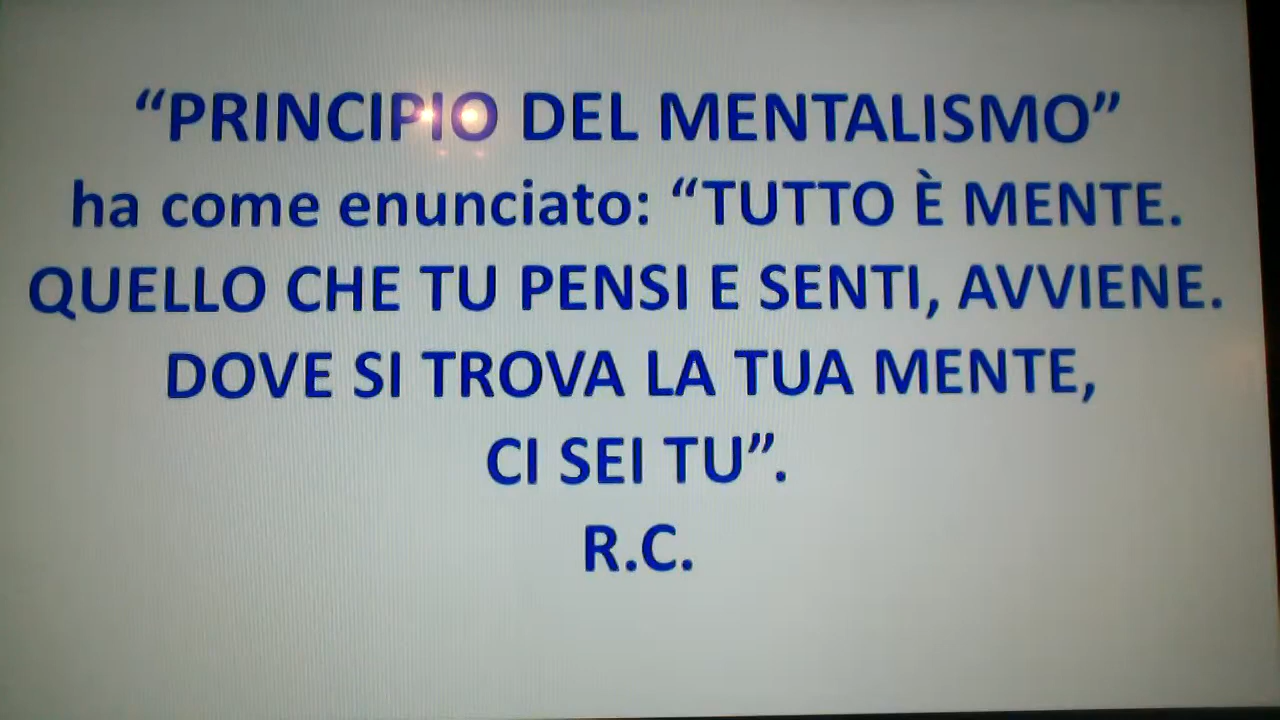 “PRINCIPIO DEL MENTALISMO”
ha come enunciato: “TUTTO È MENTE.
QUELLO CHE TU PENSI E SENTI, AVVIENE.
DOVE SI TROVA LA TUA MENTE,
CI SEI TU”.
R.C.